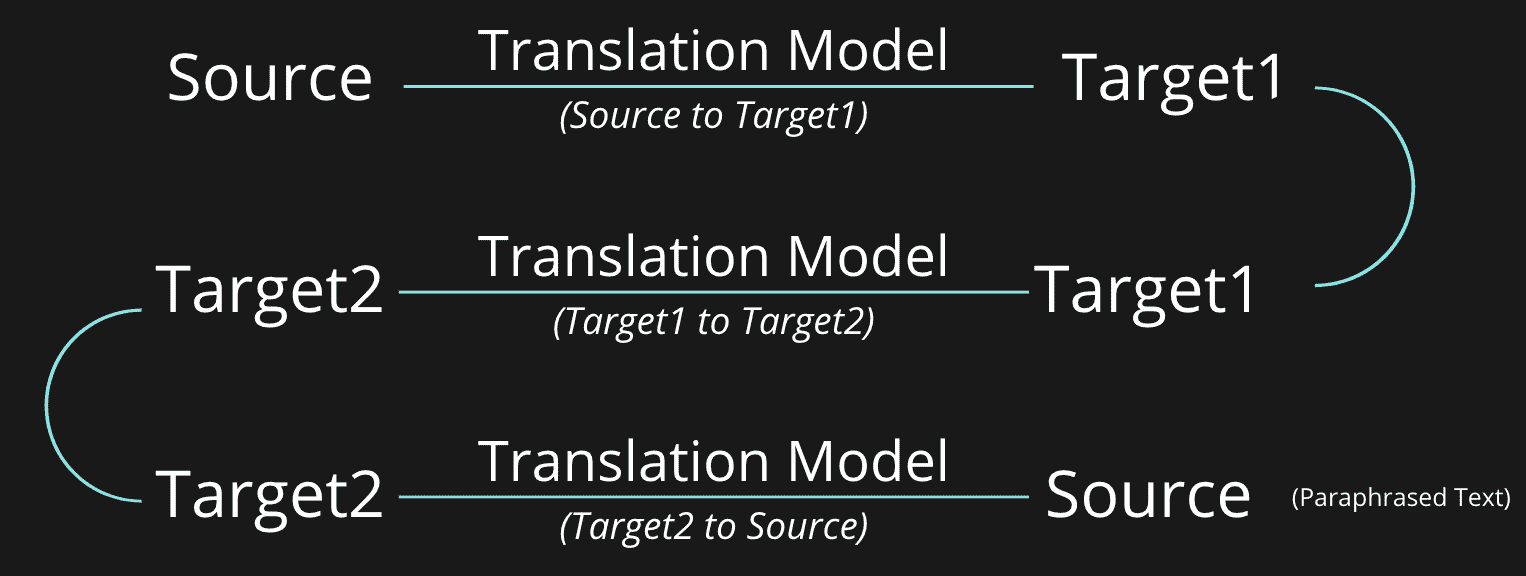 Source
Translation Model
(Source to Target1)
Target1
Target2
Translation Model
(Target1 to Target2)
Target1
Target2
Translation Model
(Target2 to Source)
Source
(Paraphrased Text)